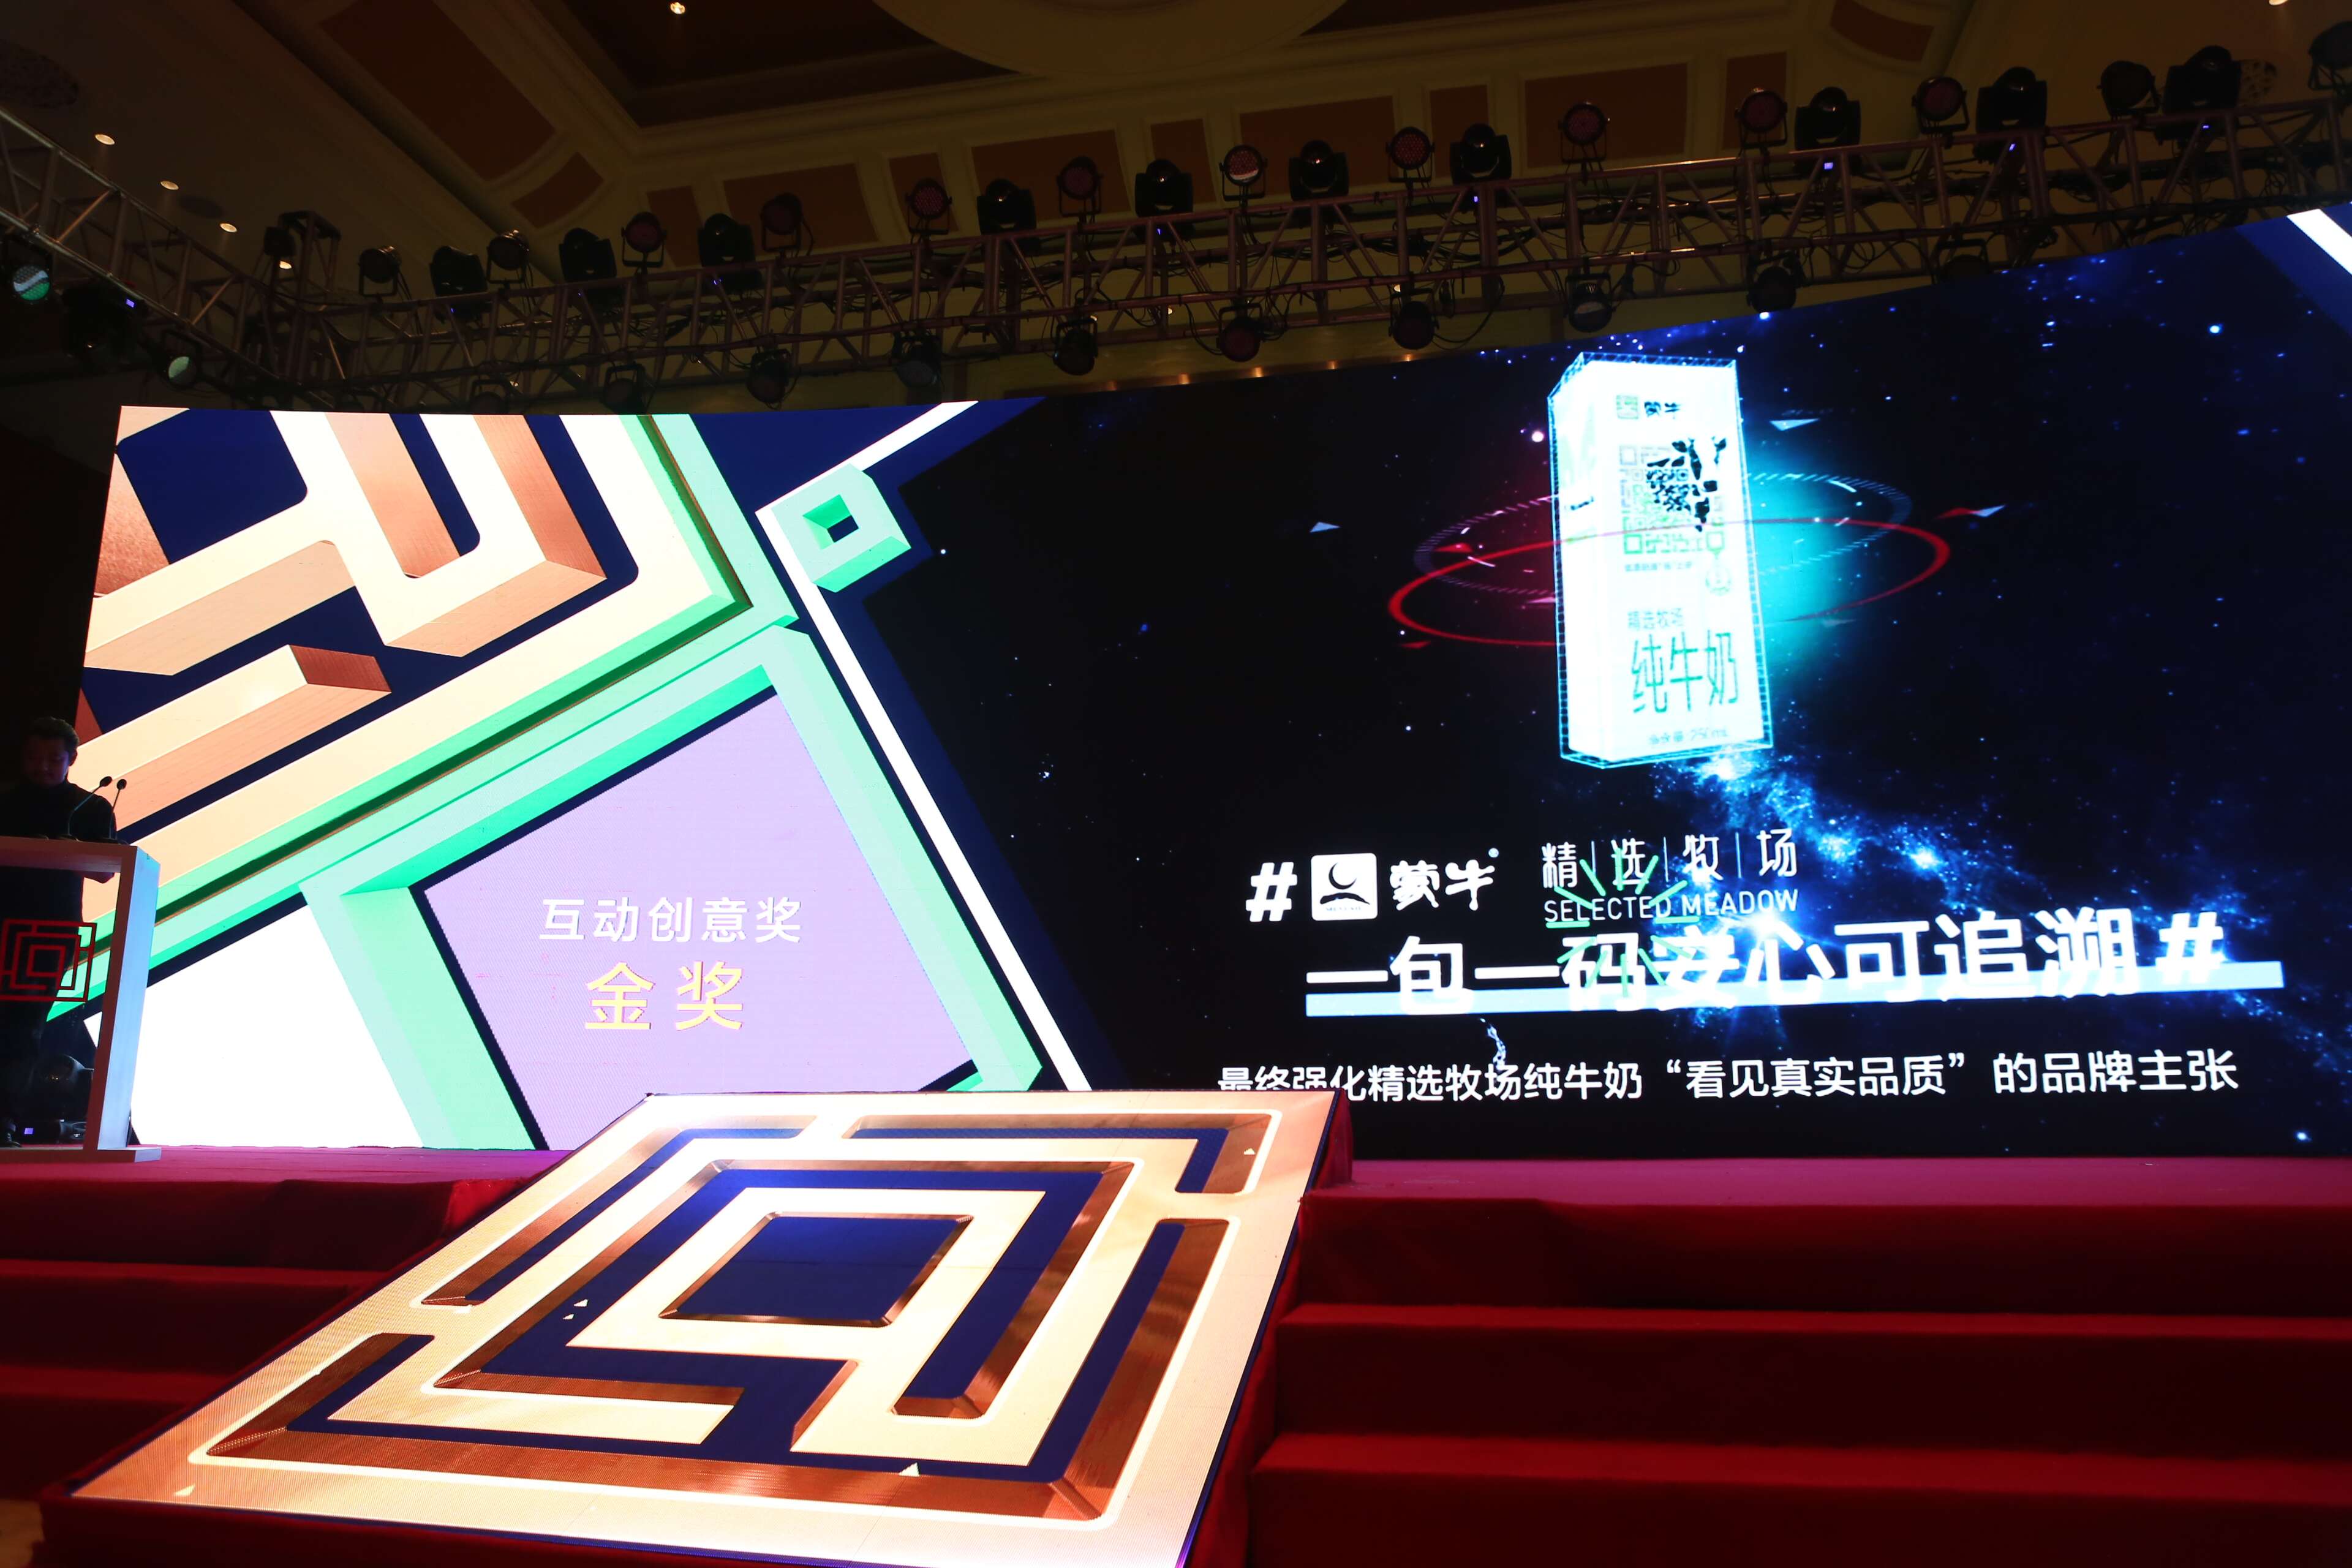 互动创意奖
金奖
蒙牛
精选牧场
纯牛奶
# 蒙牛 精选牧场
SELECTED MEADOW
一包一码安心可追溯#
最终强化精选牧场纯牛奶“看见真实品质”的品牌主张